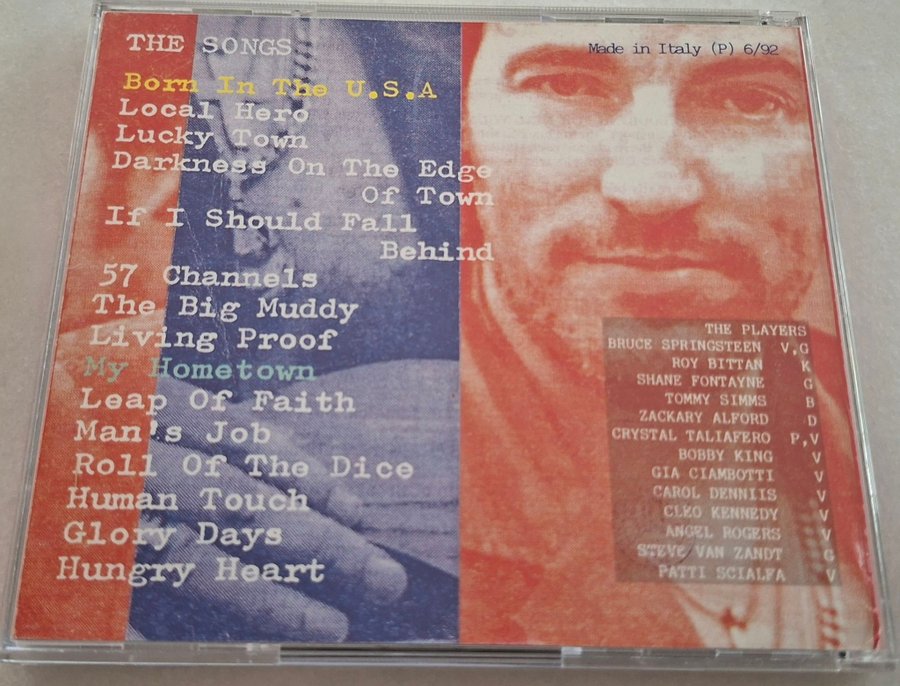 THE SONGS
Born In The U.S.A
Local Hero
Lucky Town
Darkness On The Edge
Of Town
If I Should Fall
Behind
57 Channels
The Big Muddy
Living Proof
My Hometown
Leap Of Faith
Man's Job
Roll Of The Dice
Human Touch
Glory Days
Hungry Heart
Made in Italy (P) 6/92
THE PLAYERS
BRUCE SPRINGSTEEN V,G
ROY BITTAN K
SHANE FONTAYNE G
TOMMY SIMMS B
ZACKARY ALFORD D
CRYSTAL TALIAFERO P,V
BOBBY KING V
GIA CIAMBOTTI V
CAROL DENNIIS V
CLEO KENNEDY V
ANGEL ROGERS V
STEVE VAN ZANDT G
PATTI SCIALFA V